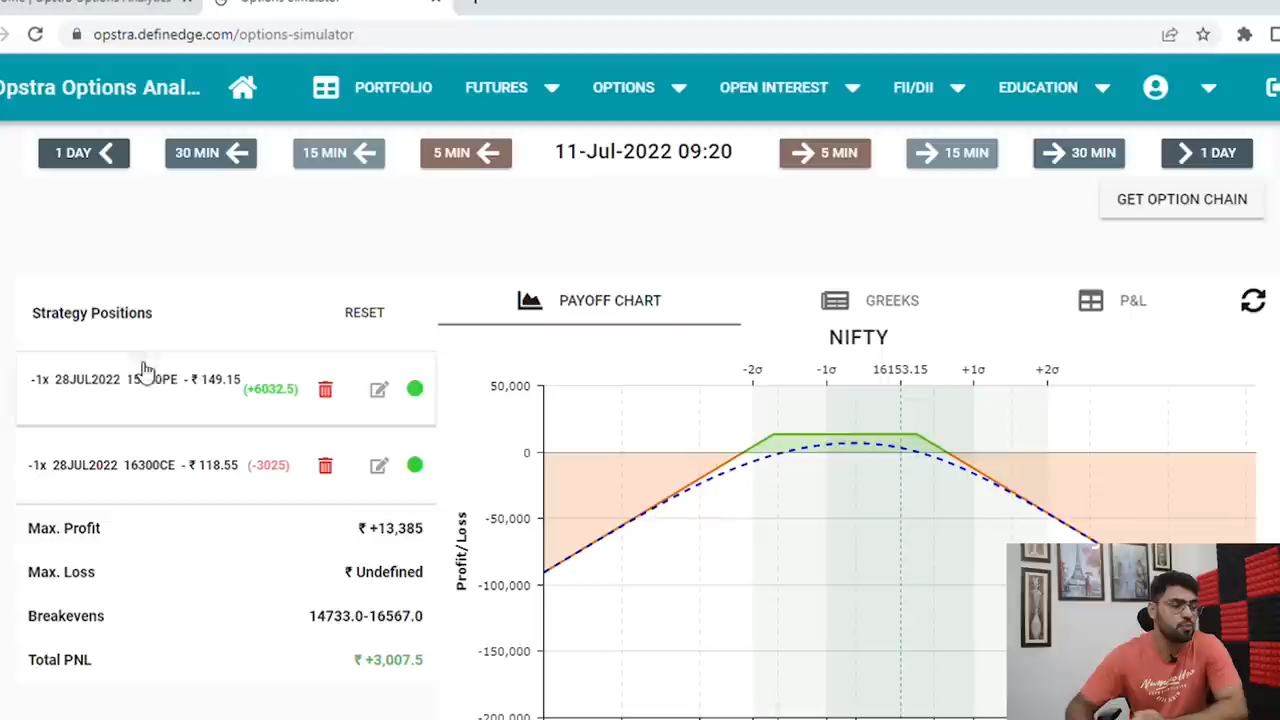 Options Analytics
opstra.definedge.com/options-simulator
Opstra Options Anal...
PORTFOLIO
FUTURES
OPTIONS
OPEN INTEREST
FII/DII
EDUCATION
1 DAY
30 MIN
15 MIN
5 MIN
11-Jul-2022 09:20
5 MIN
15 MIN
30 MIN
1 DAY
GET OPTION CHAIN
Strategy Positions
RESET
PAYOFF CHART
GREEKS
P&L
NIFTY
-1x 28JUL2022 - ₹ 149.15
(+6032.5)
-1x 28JUL2022 16300CE - ₹ 118.55 (-3025)
Max. Profit ₹ +13,385
Max. Loss ₹ Undefined
Breakevens 14733.0-16567.0
Total PNL ₹ +3,007.5
-2σ -1σ 16153.15 +1σ +2σ
50,000
0
-50,000
-100,000
-150,000
-200,000
Profit/Loss